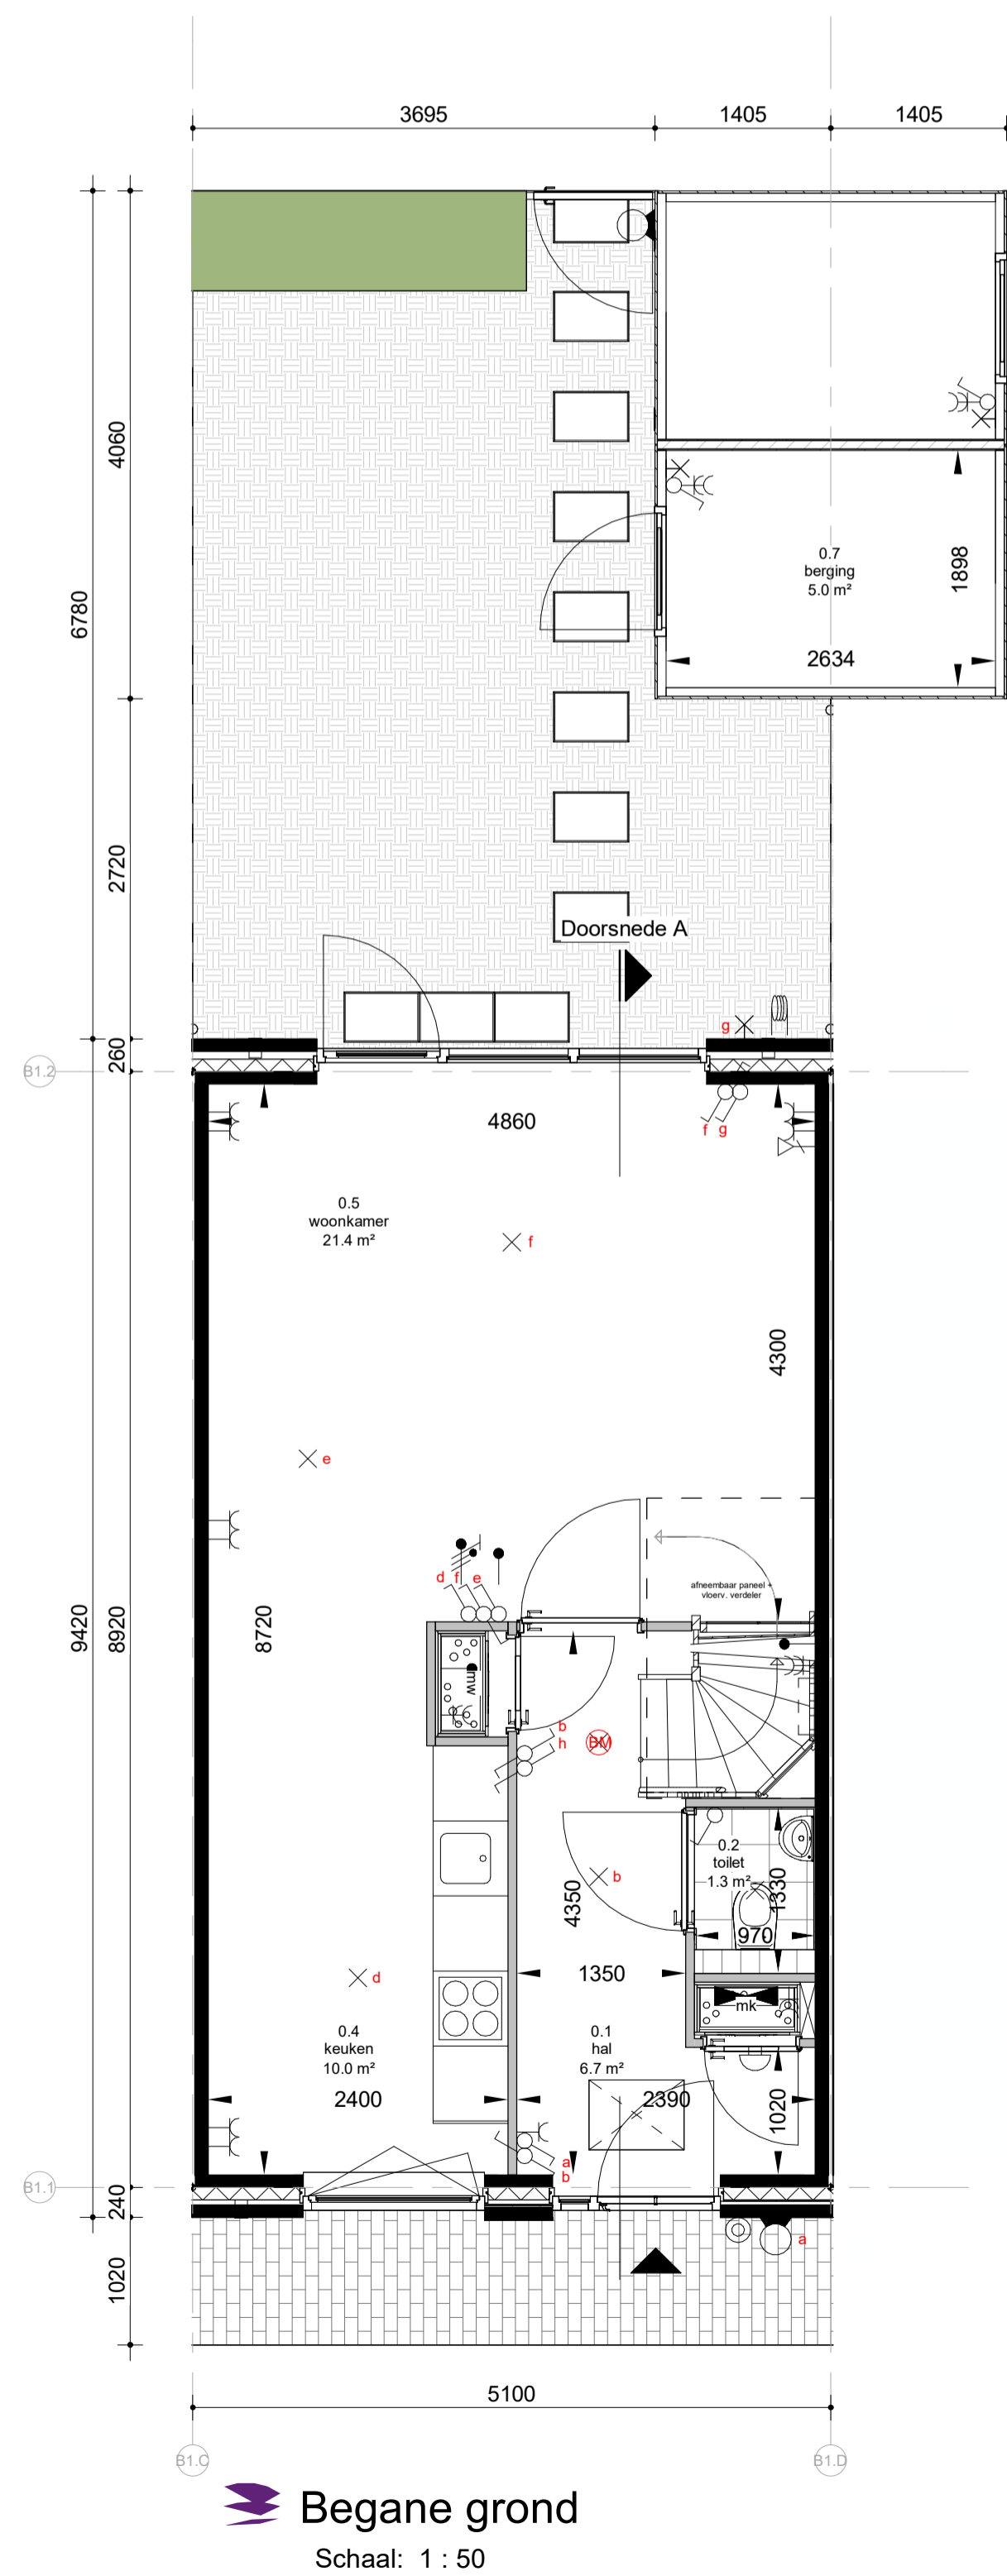 3695
1405
1405
4060
6780
0.7
berging
5.0 m²
1898
2634
2720
Doorsnede A
g
260
B1.2
4860
f g
0.5
woonkamer
21.4 m²
f
4300
e
afneembaar paneel +
vloerv. verdeler
d f e
9420
8920
8720
mw
b
h
BM
0.2
toilet
1.3 m²
1330
b
4350
970
d
1350
mk
0.4
keuken
10.0 m²
0.1
hal
6.7 m²
2400
2390
1020
a
b
B1.1
240
a
1020
5100
B1.C
B1.D
Begane grond
Schaal: 1 : 50